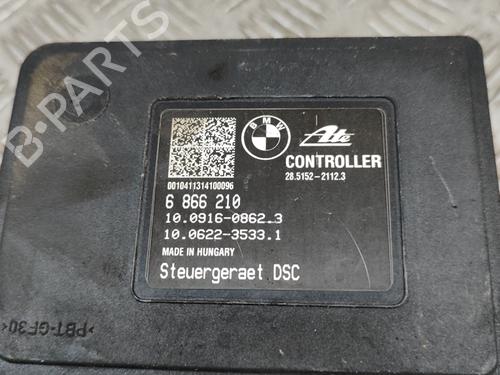 BMW
Ate
CONTROLLER
28.5152-2112.3
0010411314100096
6 866 210
10.0916-0862.3
10.0622-3533.1
MADE IN HUNGARY
Steuergeraet DSC
>PBT-GF30<
B-PARTS